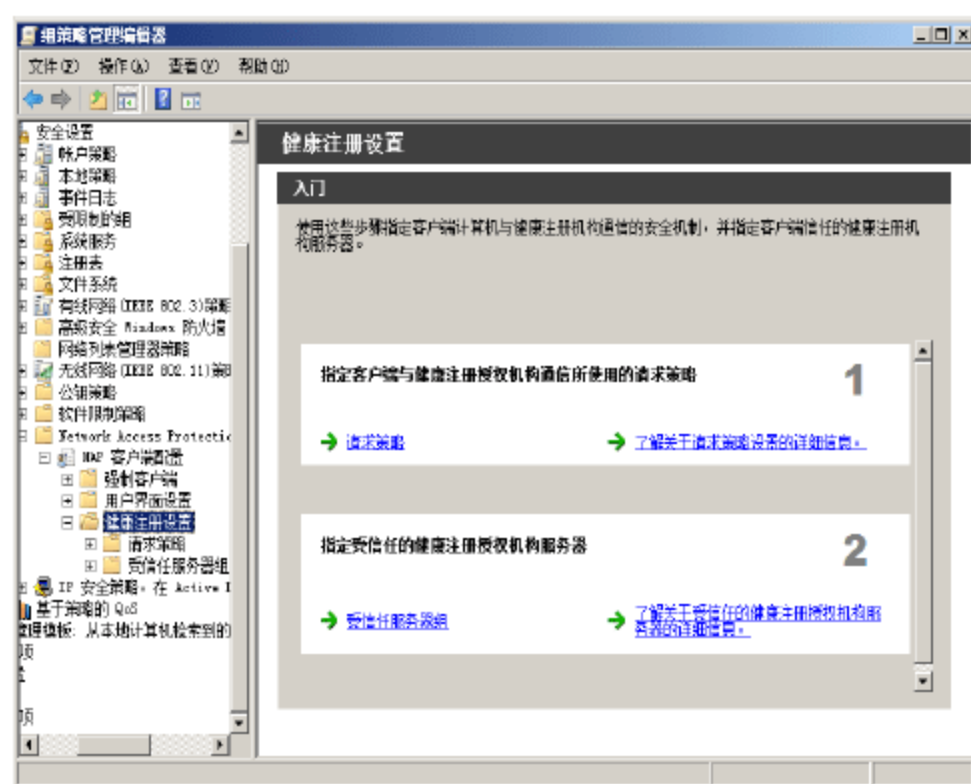 组策略管理编辑器
文件(F) 操作(A) 查看(V) 帮助(H)
安全设置
帐户策略
本地策略
事件日志
受限制的组
系统服务
注册表
文件系统
有线网络(IEEE 802.3)策略
高级安全 Windows 防火墙
网络列表管理器策略
无线网络(IEEE 802.11)策
公钥策略
软件限制策略
Network Access Protectic
NAP 客户端配置
强制客户端
用户界面设置
健康注册设置
请求策略
受信任服务器组
IP 安全策略，在 Active I
基于策略的 QoS
管理模板: 从本地计算机检索到的
项
项
健康注册设置
入门
使用这些步骤指定客户端计算机与健康注册机构通信的安全机制，并指定客户端信任的健康注册机
构服务器。
指定客户端与健康注册授权机构通信所使用的请求策略
1
请求策略
了解关于请求策略设置的详细信息。
指定受信任的健康注册授权机构服务器
2
受信任服务器组
了解关于受信任的健康注册授权机构服
务器的详细信息。